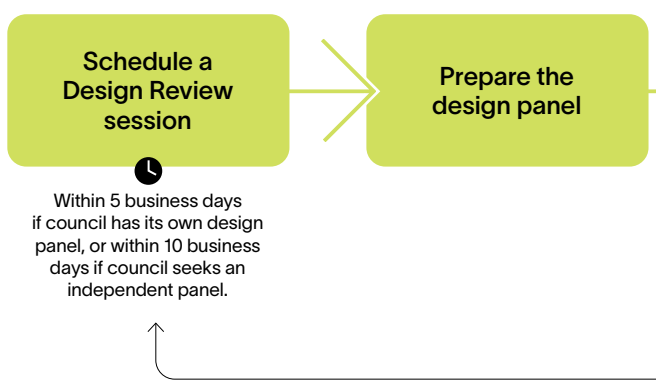 Schedule a
Design Review
session
Prepare the
design panel
Within 5 business days
if council has its own design
panel, or within 10 business
days if council seeks an
independent panel.